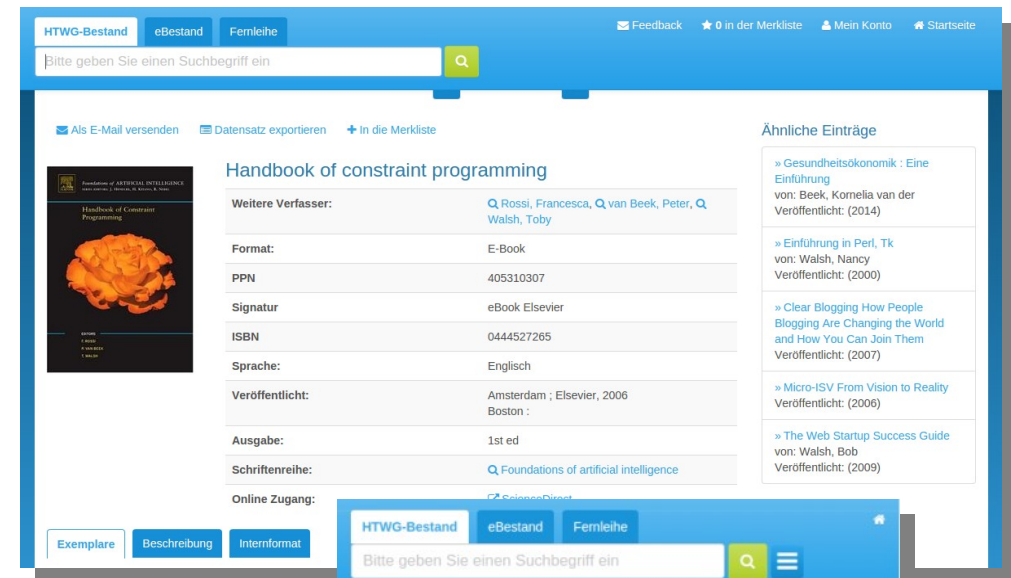 HTWG-Bestand eBestand Fernleihe Feedback 0 in der Merkliste Mein Konto Startseite
Bitte geben Sie einen Suchbegriff ein
Als E-Mail versenden Datensatz exportieren In die Merkliste
Handbook of constraint programming
Foundations of ARTIFICIAL INTELLIGENCE
Handbook of Constraint
Programming
EDITORS
F. ROSSI
P. VAN BEEK
T. WALSH
Weitere Verfasser: Rossi, Francesca, van Beek, Peter,
Walsh, Toby
Format: E-Book
PPN 405310307
Signatur eBook Elsevier
ISBN 0444527265
Sprache: Englisch
Veröffentlicht: Amsterdam ; Elsevier, 2006
Boston :
Ausgabe: 1st ed
Schriftenreihe: Foundations of artificial intelligence
Online Zugang: ScienceDirect
Exemplare Beschreibung Internformat
Ähnliche Einträge
» Gesundheitsökonomik : Eine
Einführung
von: Beek, Kornelia van der
Veröffentlicht: (2014)
» Einführung in Perl, Tk
von: Walsh, Nancy
Veröffentlicht: (2000)
» Clear Blogging How People
Blogging Are Changing the World
and How You Can Join Them
Veröffentlicht: (2007)
» Micro-ISV From Vision to Reality
Veröffentlicht: (2006)
» The Web Startup Success Guide
von: Walsh, Bob
Veröffentlicht: (2009)
HTWG-Bestand eBestand Fernleihe
Bitte geben Sie einen Suchbegriff ein